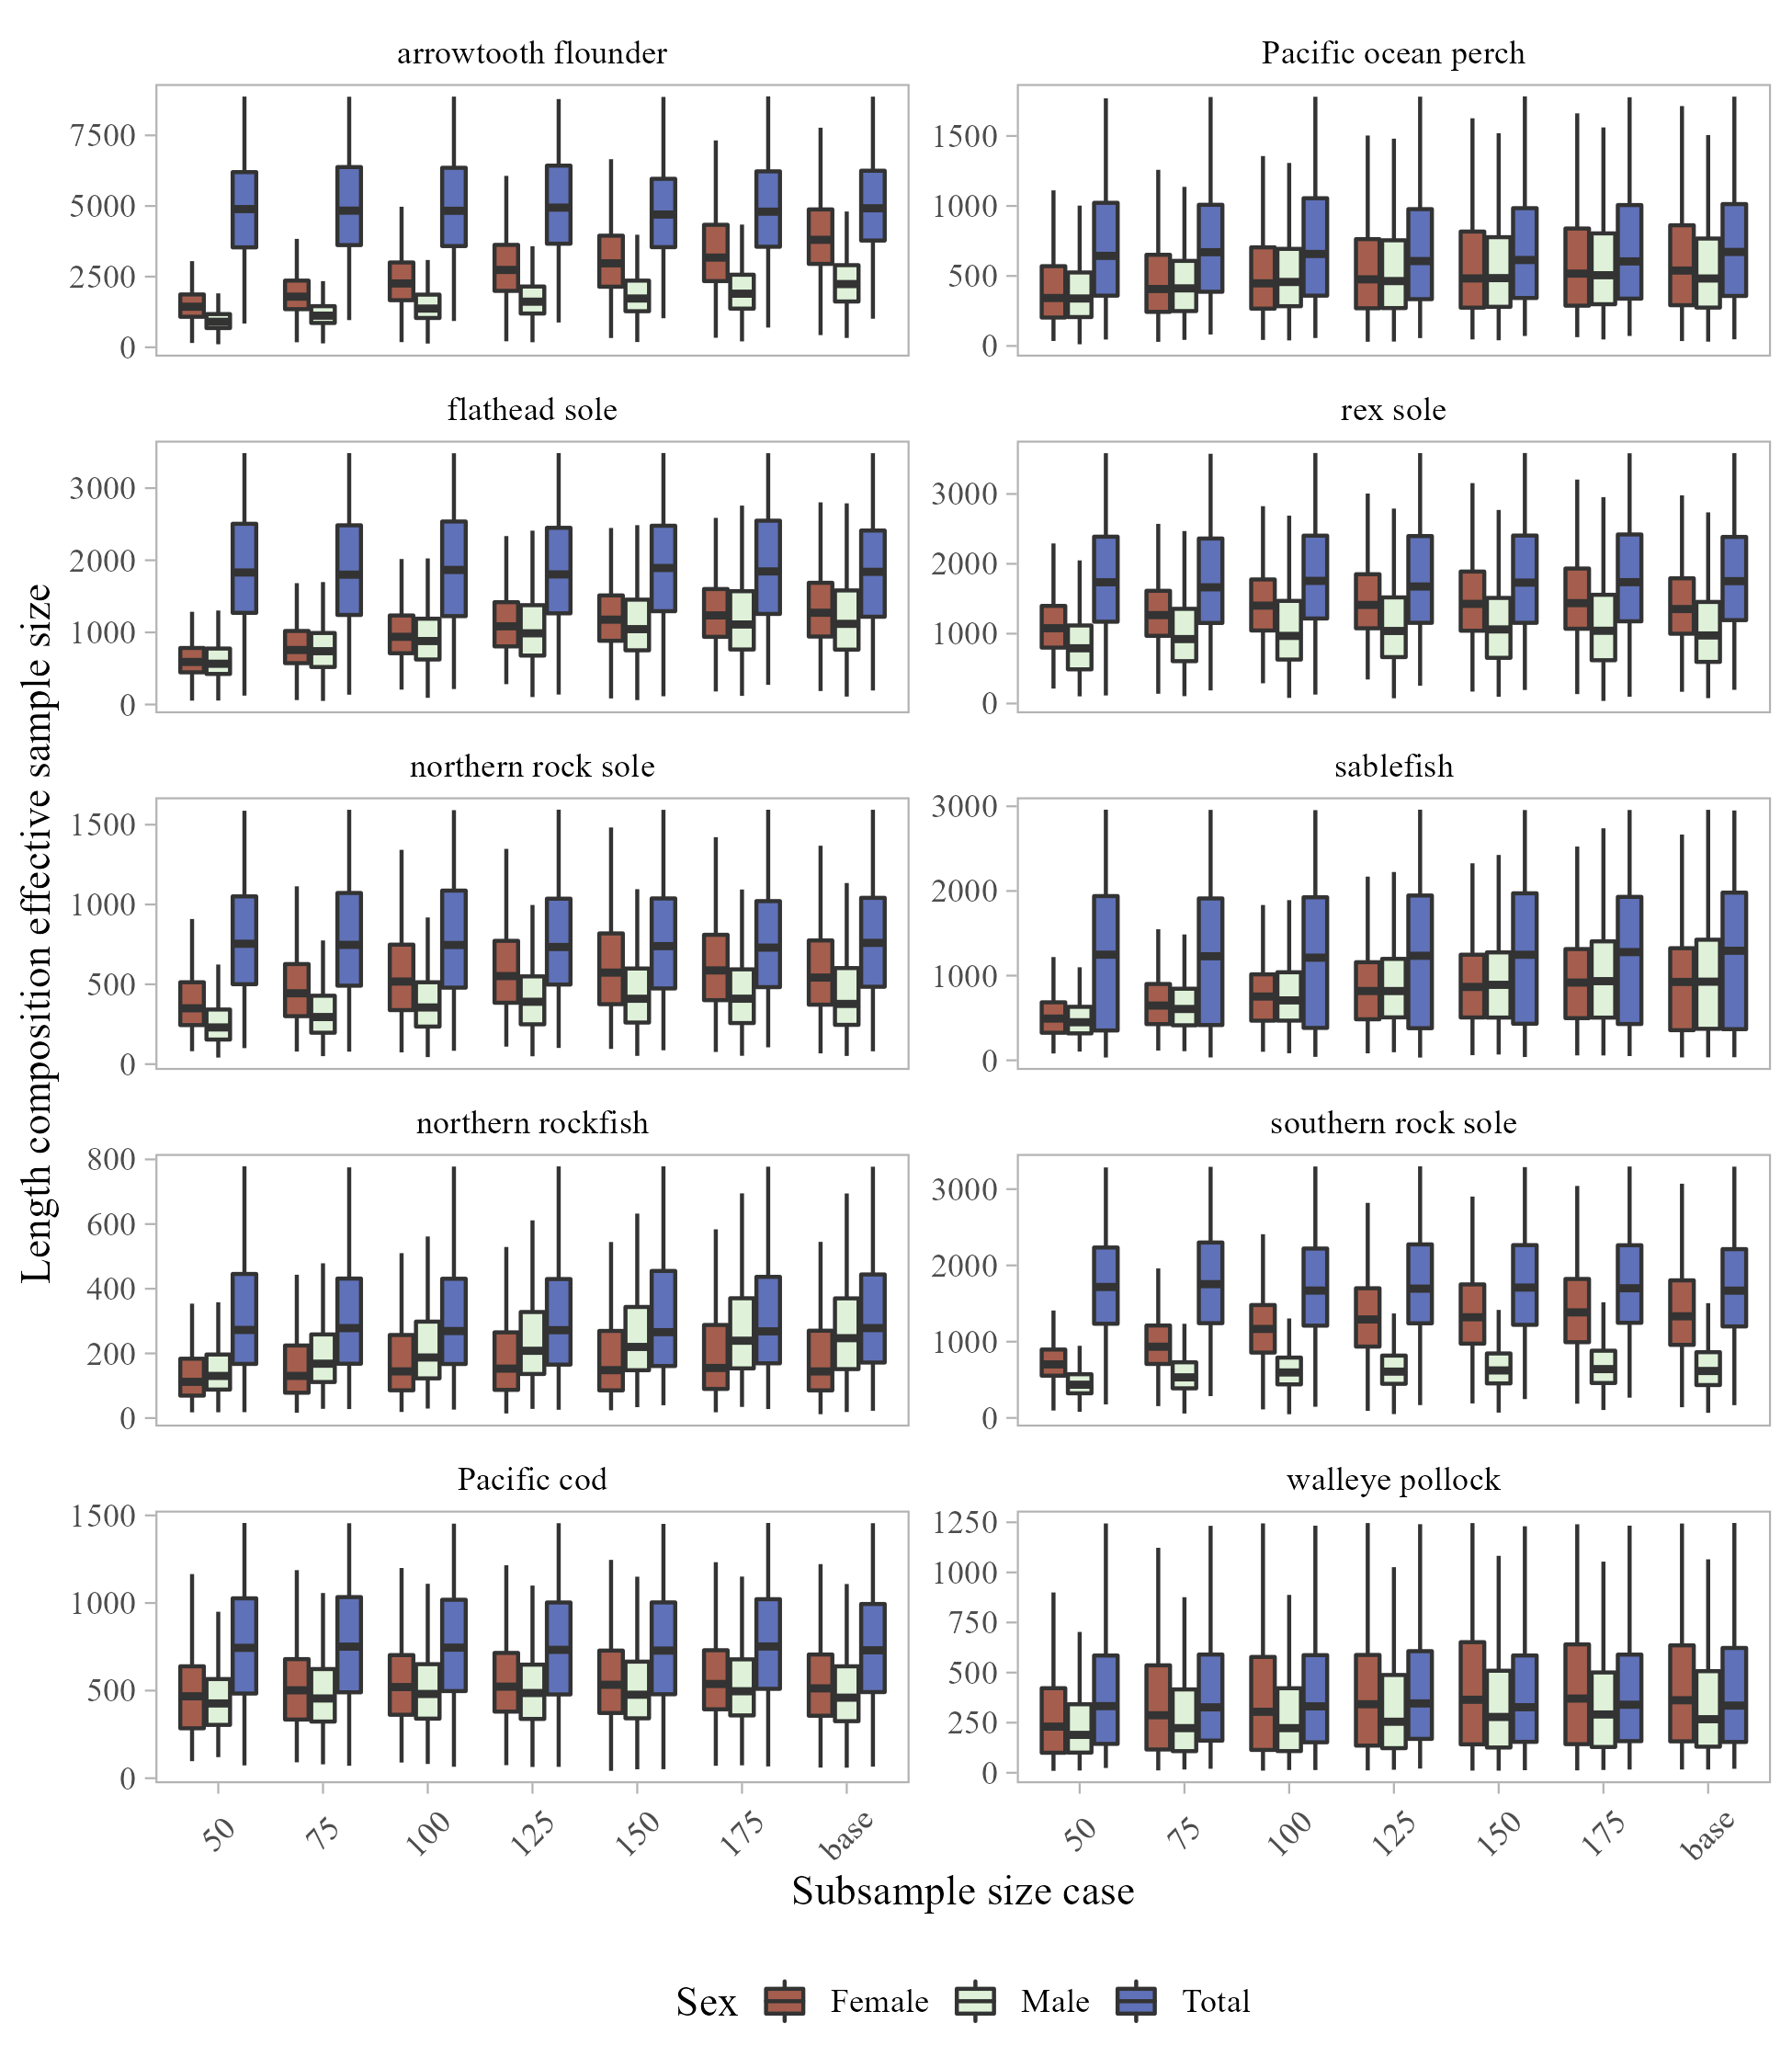 arrowtooth flounder
Pacific ocean perch
7500
5000
2500
0
1500
1000
500
0
flathead sole
rex sole
3000
2000
1000
0
3000
2000
1000
0
northern rock sole
sablefish
1500
1000
500
0
3000
2000
1000
0
northern rockfish
southern rock sole
800
600
400
200
0
3000
2000
1000
0
Pacific cod
walleye pollock
1500
1000
500
0
1250
1000
750
500
250
0
50 75 100 125 150 175 base
50 75 100 125 150 175 base
Length composition effective sample size
Subsample size case
Sex Female Male Total